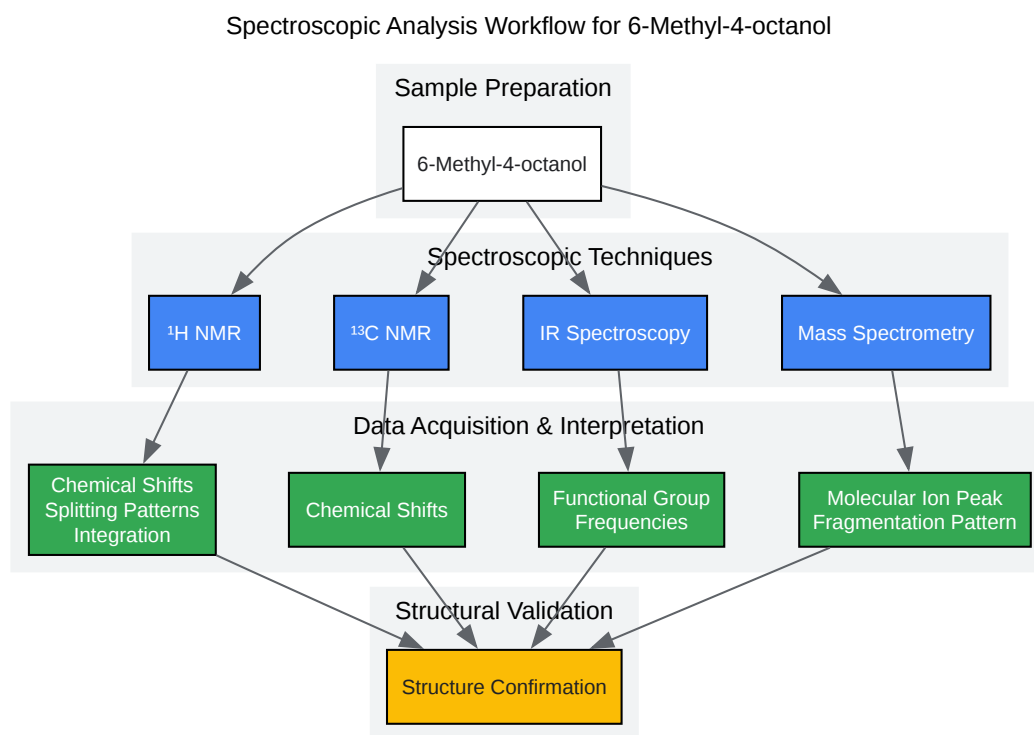 Spectroscopic Analysis Workflow for 6-Methyl-4-octanol
Sample Preparation
6-Methyl-4-octanol
Spectroscopic Techniques
¹H NMR
¹³C NMR
IR Spectroscopy
Mass Spectrometry
Data Acquisition & Interpretation
Chemical Shifts
Splitting Patterns
Integration
Chemical Shifts
Functional Group
Frequencies
Molecular Ion Peak
Fragmentation Pattern
Structural Validation
Structure Confirmation